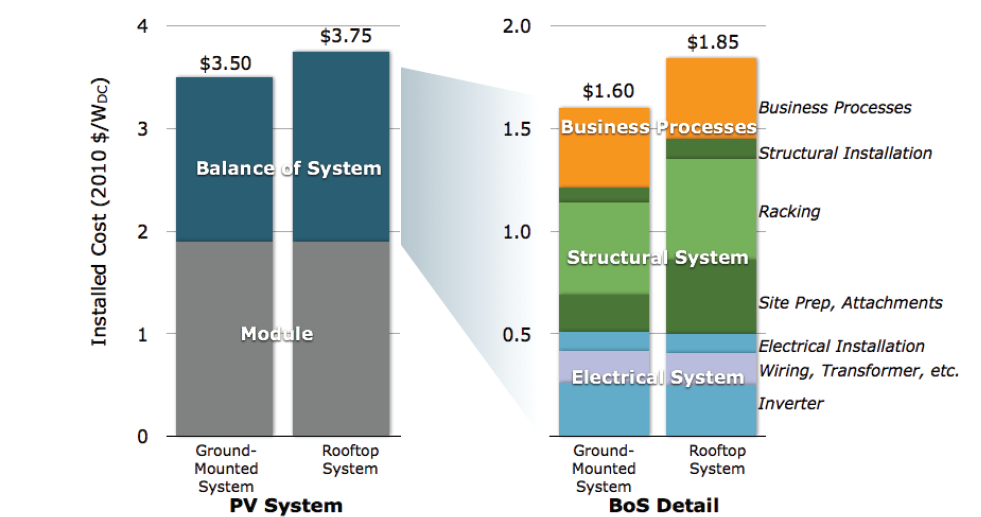 4
3
2
1
0
Installed Cost (2010 $/WDC)
$3.50
$3.75
Balance of System
Module
Ground-
Mounted
System
Rooftop
System
PV System
2.0
1.5
1.0
0.5
$1.60
$1.85
Business Processes
Structural System
Electrical System
Business Processes
Structural Installation
Racking
Site Prep, Attachments
Electrical Installation
Wiring, Transformer, etc.
Inverter
Ground-
Mounted
System
Rooftop
System
BoS Detail